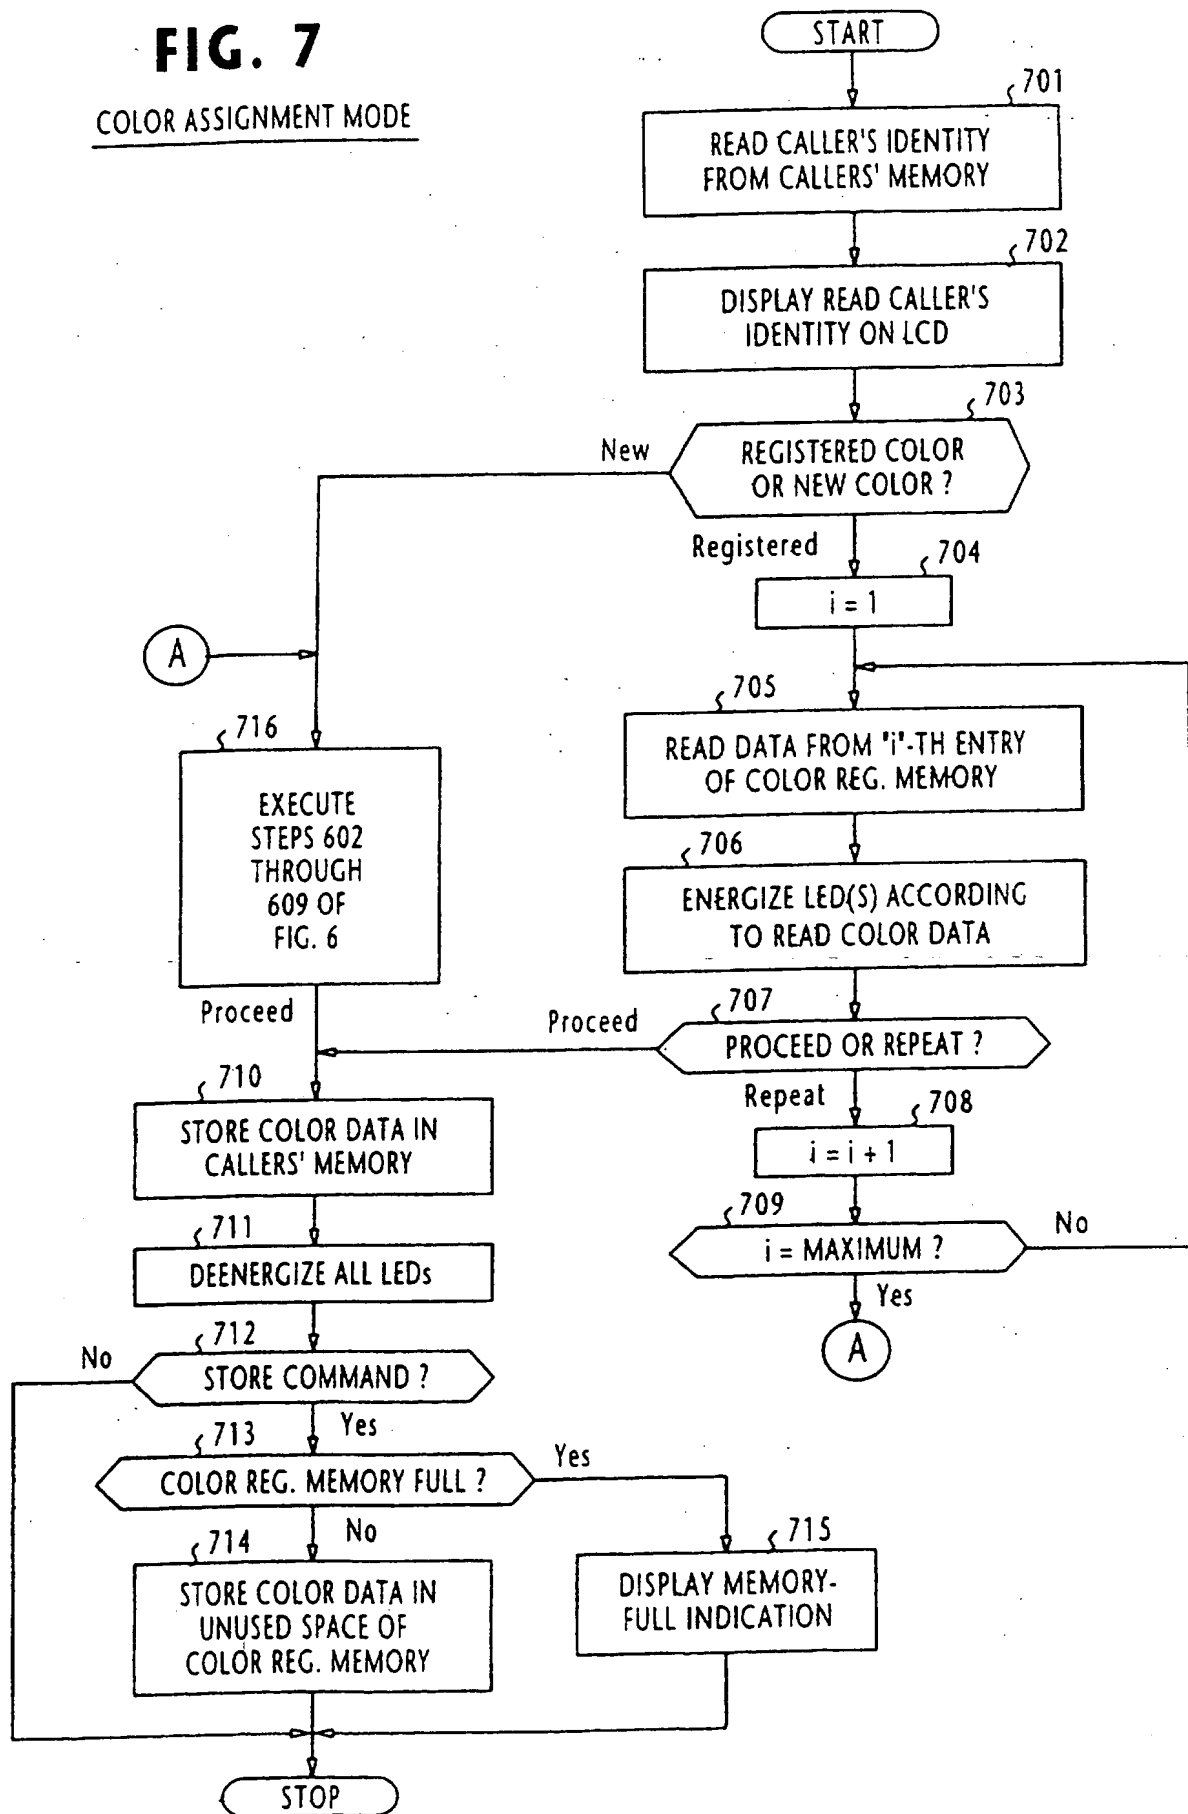 FIG. 7
COLOR ASSIGNMENT MODE
START
701
READ CALLER'S IDENTITY
FROM CALLERS' MEMORY
702
DISPLAY READ CALLER'S
IDENTITY ON LCD
703
REGISTERED COLOR
OR NEW COLOR ?
New
Registered
704
i = 1
A
705
READ DATA FROM "i"-TH ENTRY
OF COLOR REG. MEMORY
716
EXECUTE
STEPS 602
THROUGH
609 OF
FIG. 6
706
ENERGIZE LED(S) ACCORDING
TO READ COLOR DATA
Proceed
707
PROCEED OR REPEAT ?
Proceed
Repeat
708
i = i + 1
709
i = MAXIMUM ?
No
Yes
A
710
STORE COLOR DATA IN
CALLERS' MEMORY
711
DEENERGIZE ALL LEDs
712
STORE COMMAND ?
No
Yes
713
COLOR REG. MEMORY FULL ?
Yes
No
714
STORE COLOR DATA IN
UNUSED SPACE OF
COLOR REG. MEMORY
715
DISPLAY MEMORY-
FULL INDICATION
STOP